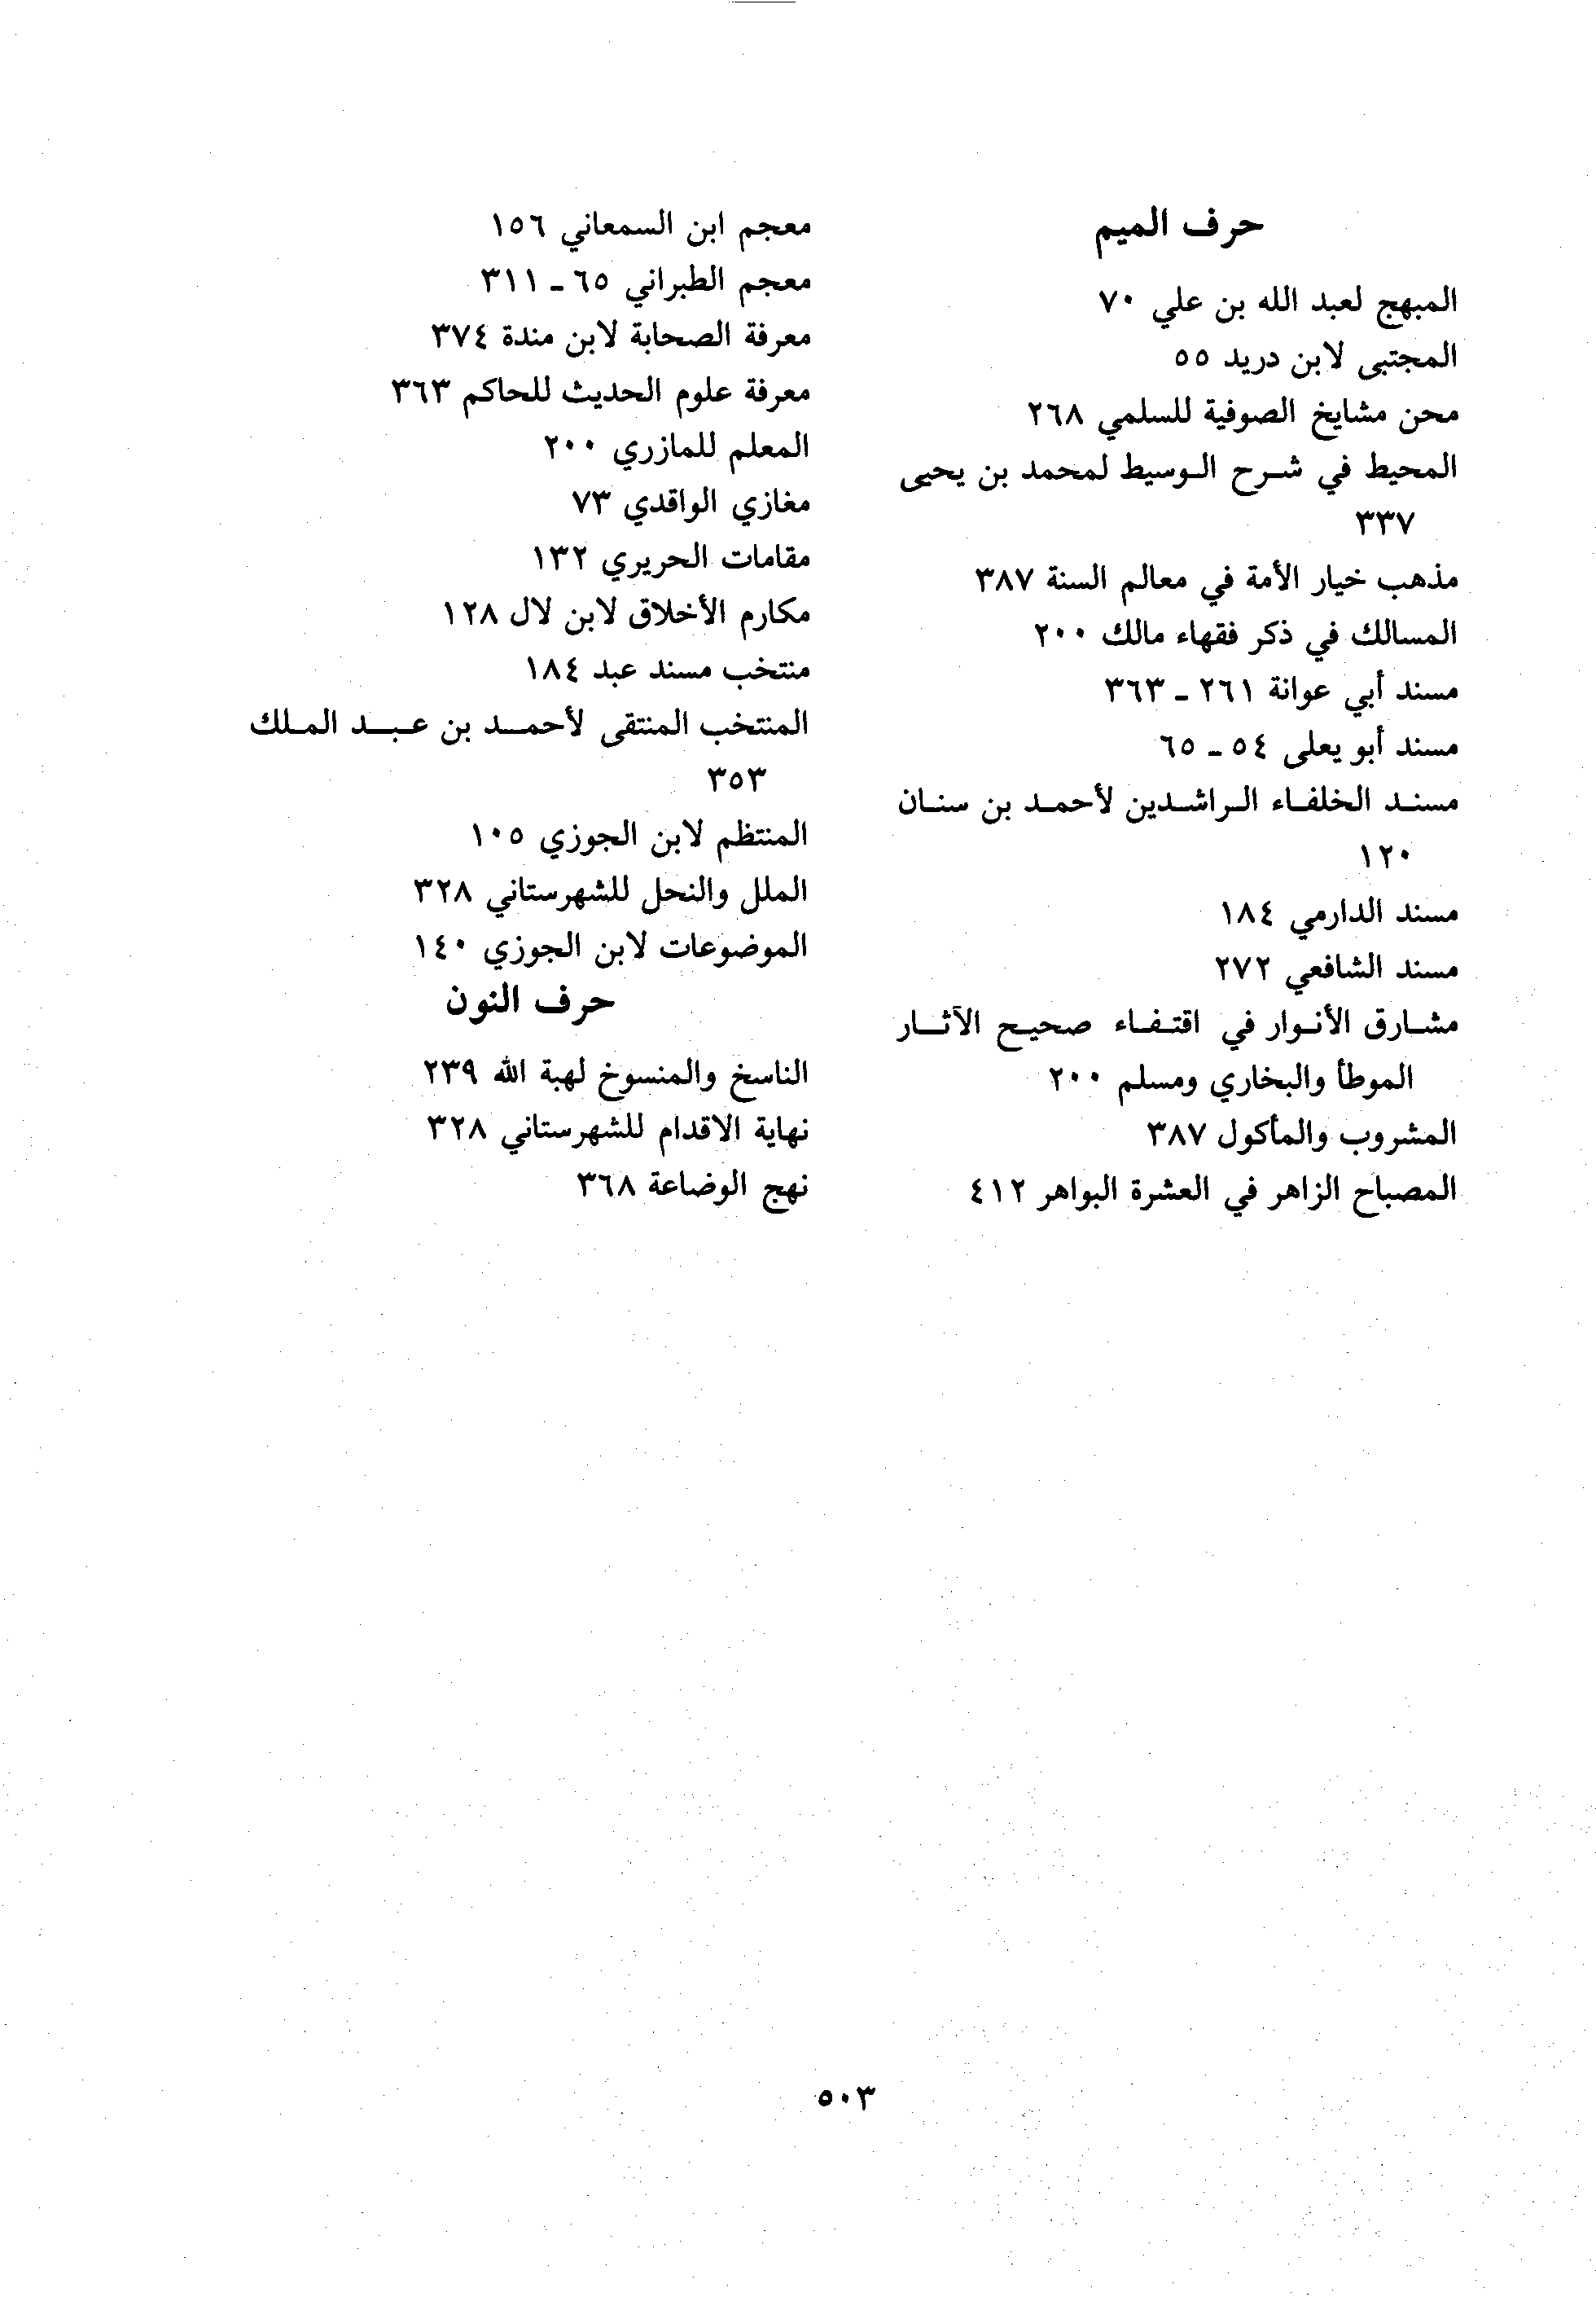 حرف الميم
المبهج لعبد الله بن علي ٧٠
المجتبى لابن دريد ٥٥
محن مشايخ الصوفية للسلمي ٢٦٨
المحيط في شرح الوسيط لمحمد بن يحيى
٣٣٧
مذهب خيار الأمة في معالم السنة ٣٨٧
المسالك في ذكر فقهاء مالك ٢٠٠
مسند أبي عوانة ٢٦١ - ٣٦٣
مسند أبو يعلى ٥٤ - ٦٥
مسند الخلفاء الراشدين لأحمد بن سنان
١٢٠
مسند الدارمي ١٨٤
مسند الشافعي ٢٧٢
مشارق الأنوار في اقتفاء صحيح الآثار
الموطأ والبخاري ومسلم ٢٠٠
المشروب والمأكول ٣٨٧
المصباح الزاهر في العشرة البواهر ٤١٢
معجم ابن السمعاني ١٥٦
معجم الطبراني ٦٥ - ٣١١
معرفة الصحابة لابن مندة ٣٧٤
معرفة علوم الحديث للحاكم ٣٦٣
المعلم للمازري ٢٠٠
مغازي الواقدي ٧٣
مقامات الحريري ١٣٢
مكارم الأخلاق لابن لال ١٢٨
منتخب مسند عبد ١٨٤
المنتخب المنتقى لأحمد بن عبد الملك
٣٥٣
المنتظم لابن الجوزي ١٠٥
الملل والنحل للشهرستاني ٣٢٨
الموضوعات لابن الجوزي ١٤٠
حرف النون
الناسخ والمنسوخ لهبة الله ٢٣٩
نهاية الاقدام للشهرستاني ٣٢٨
نهج الوضاعة ٣٦٨
٥٠٣